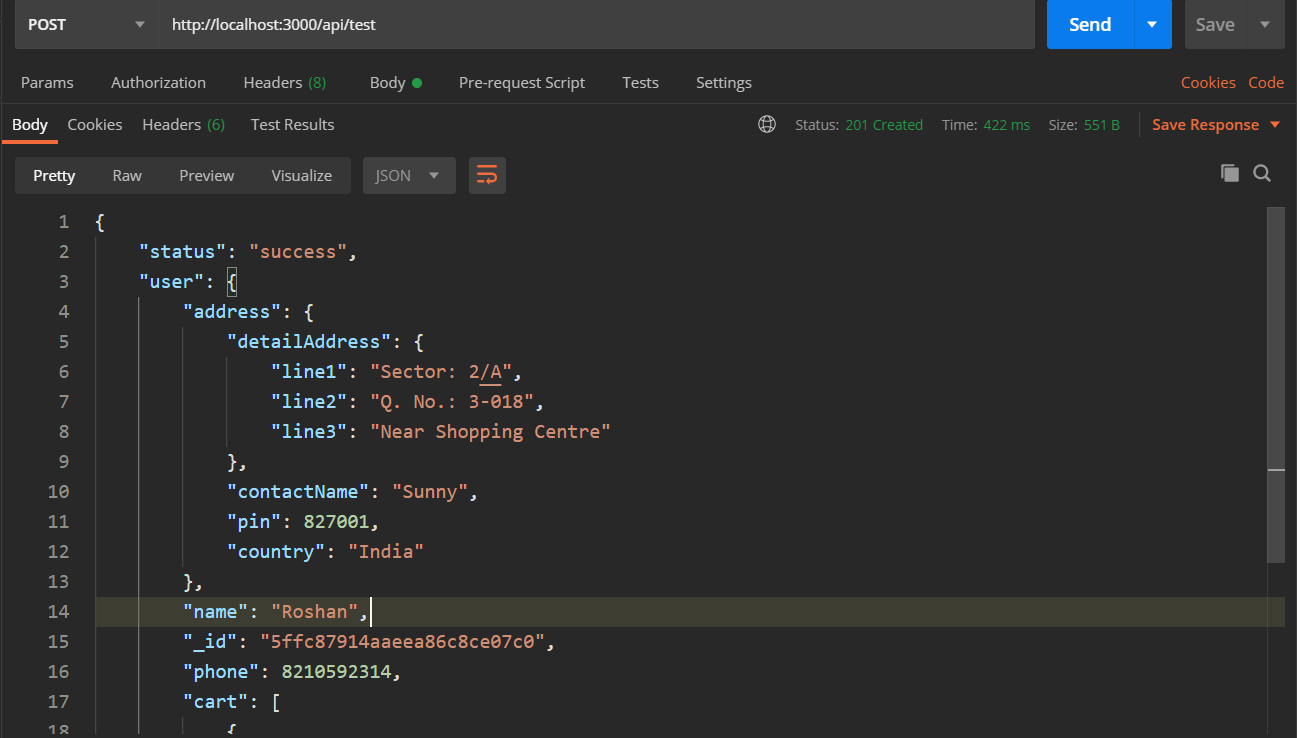 POST http://localhost:3000/api/test Send Save
Params Authorization Headers (8) Body Pre-request Script Tests Settings Cookies Code
Body Cookies Headers (6) Test Results Status: 201 Created Time: 422 ms Size: 551 B Save Response
Pretty Raw Preview Visualize JSON
1 {
2 "status": "success",
3 "user": {
4 "address": {
5 "detailAddress": {
6 "line1": "Sector: 2/A",
7 "line2": "Q. No.: 3-018",
8 "line3": "Near Shopping Centre"
9 },
10 "contactName": "Sunny",
11 "pin": 827001,
12 "country": "India"
13 },
14 "name": "Roshan",
15 "_id": "5ffc87914aaeea86c8ce07c0",
16 "phone": 8210592314,
17 "cart": [
18 {